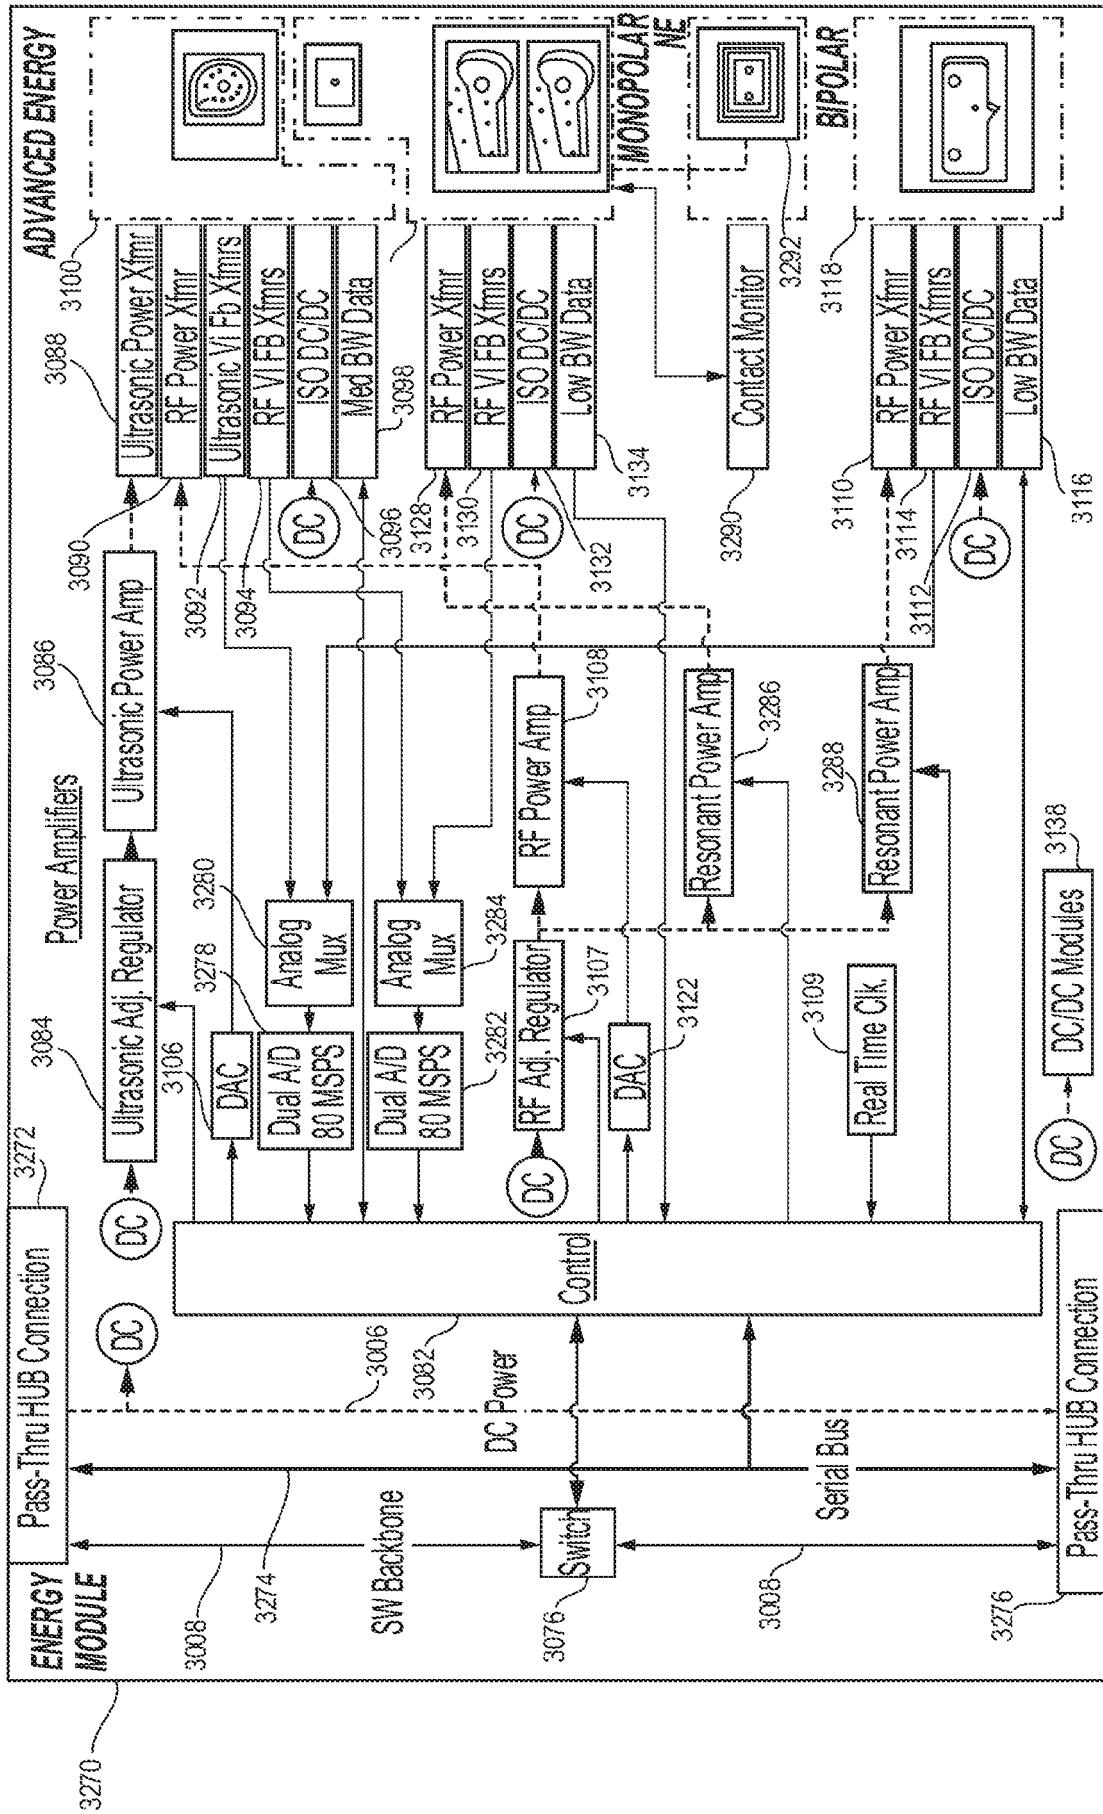 ENERGY
MODULE
3270
Pass-Thru HUB Connection
3272
3008
3274
SW Backbone
3076
Switch
3008
Serial Bus
3276
Pass-Thru HUB Connection
DC
3006
DC Power
3082
Control
Power Amplifiers
DC
3084
Ultrasonic Adj. Regulator
3086
Ultrasonic Power Amp
3106
DAC
3278
Dual A/D
80 MSPS
3280
Analog
Mux
3282
Dual A/D
80 MSPS
3284
Analog
Mux
DC
RF Adj. Regulator
3107
RF Power Amp
3108
DAC
3122
Resonant Power Amp
3286
3288
Resonant Power Amp
3109
Real Time Clk.
DC
DC/DC Modules
3138
ADVANCED ENERGY
3088
3100
Ultrasonic Power Xfmr
3090
RF Power Xfmr
3092
Ultrasonic VI Fb Xfmrs
3094
RF VI FB Xfmrs
DC
ISO DC/DC
3096
Med BW Data
3098
MONOPOLAR
3128
RF Power Xfmr
3130
RF VI FB Xfmrs
DC
ISO DC/DC
3132
Low BW Data
3134
NE
3290
Contact Monitor
3292
BIPOLAR
3118
3110
RF Power Xfmr
3114
RF VI FB Xfmrs
3112
DC
ISO DC/DC
Low BW Data
3116